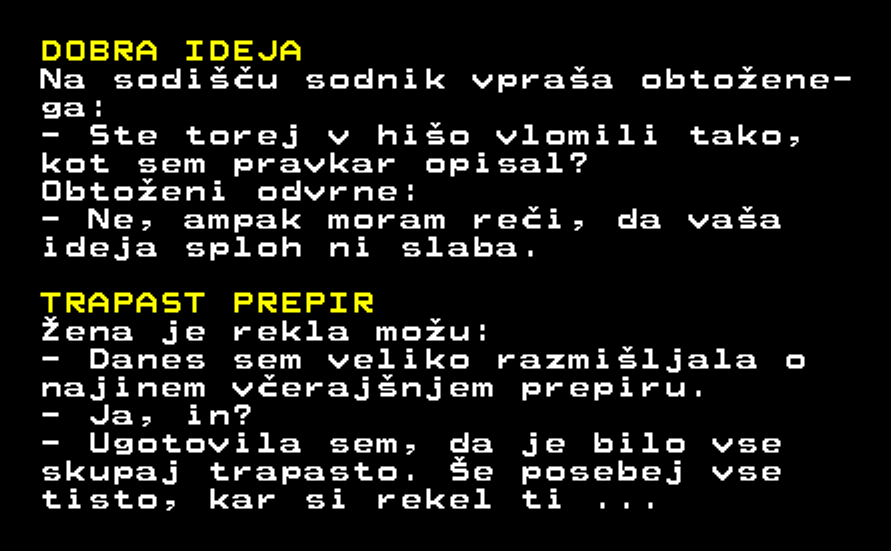 DOBRA IDEJA
Na sodišču sodnik vpraša obtožene-
ga:
- Ste torej v hišo vlomili tako,
kot sem pravkar opisal?
Obtoženi odvrne:
- Ne, ampak moram reči, da vaša
ideja sploh ni slaba.
TRAPAST PREPIR
Žena je rekla možu:
- Danes sem veliko razmišljala o
najinem včerajšnjem prepiru.
- Ja, in?
- Ugotovila sem, da je bilo vse
skupaj trapasto. Še posebej vse
tisto, kar si rekel ti ...